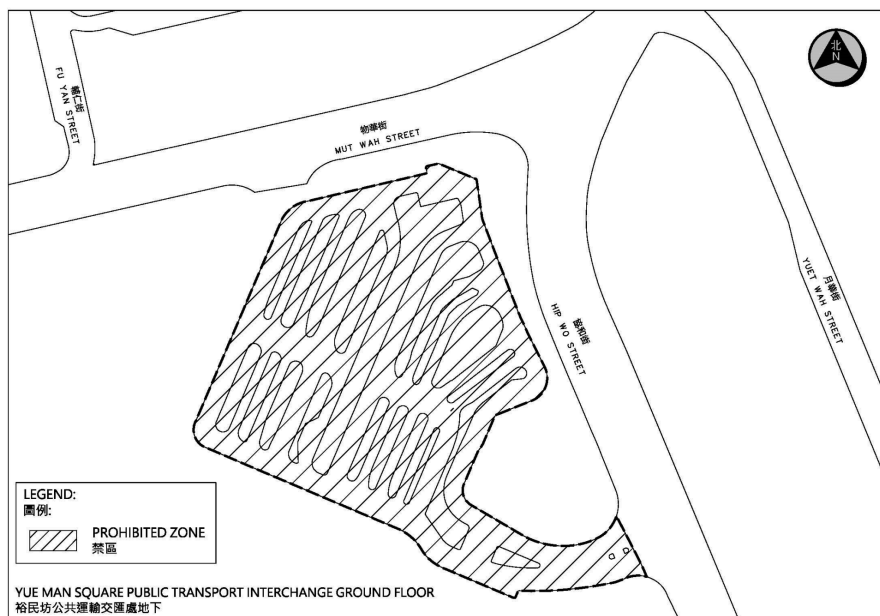 北
N
輔仁街
FU YAN STREET
物華街
MUT WAH STREET
協和街
HIP WO STREET
月華街
YUET WAH STREET
LEGEND:
圖例:
PROHIBITED ZONE
禁區
YUE MAN SQUARE PUBLIC TRANSPORT INTERCHANGE GROUND FLOOR
裕民坊公共運輸交匯處地下